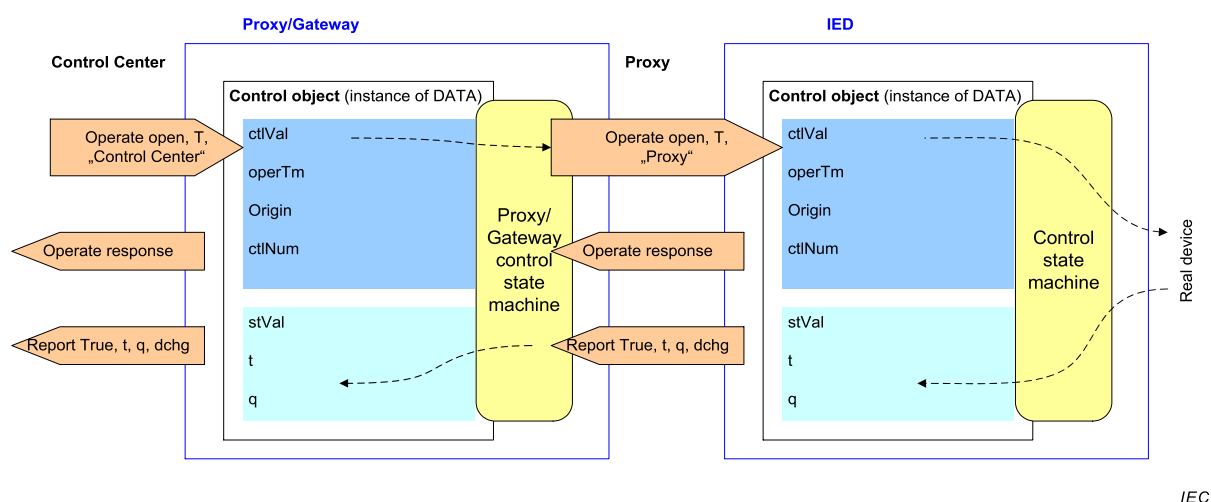 Proxy/Gateway
IED
Control Center
Proxy
Control object (instance of DATA)
Control object (instance of DATA)
Operate open, T,
„Control Center“
ctlVal
operTm
Origin
ctlNum
Operate response
stVal
t
q
Report True, t, q, dchg
Proxy/
Gateway
control
state
machine
Operate open, T,
„Proxy“
Operate response
Report True, t, q, dchg
ctlVal
operTm
Origin
ctlNum
stVal
t
q
Control
state
machine
Real device
IEC